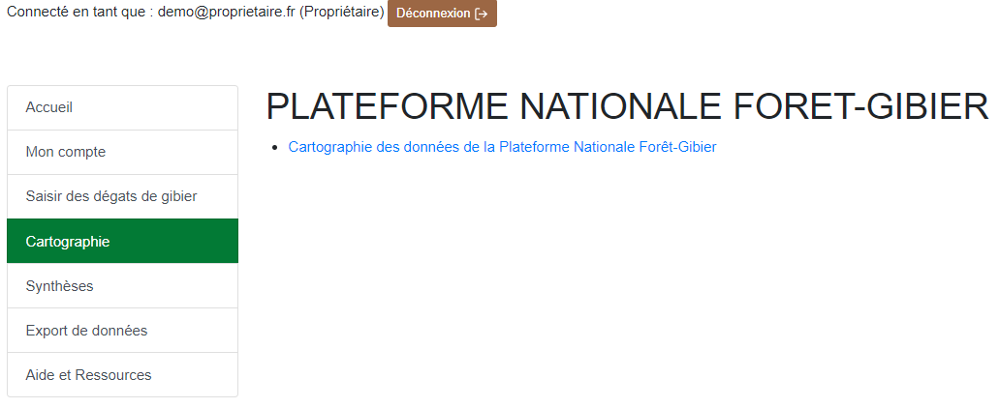 Connecté en tant que : demo@proprietaire.fr (Propriétaire) Déconnexion
Accueil
Mon compte
Saisir des dégats de gibier
Cartographie
Synthèses
Export de données
Aide et Ressources
PLATEFORME NATIONALE FORET-GIBIER
• Cartographie des données de la Plateforme Nationale Forêt-Gibier